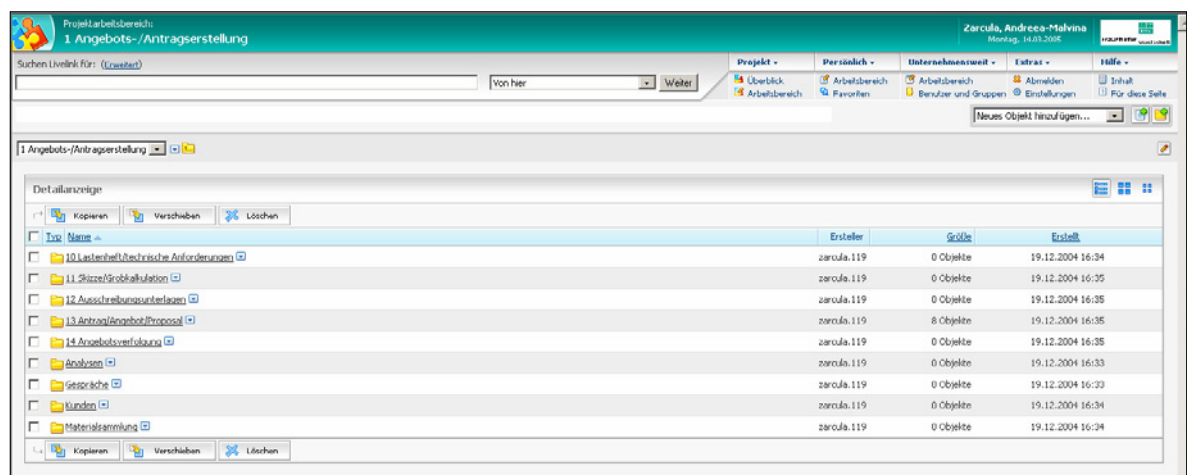 Projektarbeitsbereich:
1 Angebots-/Antragserstellung
Zarcula, Andreea-Malvina
Montag, 14.03.2005
Suchen Livelink für: (Erweitert)
Von hier
Weiter
Projekt
Überblick
Arbeitsbereich
Persönlich
Arbeitsbereich
Favoriten
Unternehmensweit
Arbeitsbereich
Benutzer und Gruppen
Extras
Abmelden
Einstellungen
Hilfe
Inhalt
Für diese Seite
Neues Objekt hinzufügen...
1 Angebots-/Antragserstellung
Detailanzeige
Kopieren Verschieben Löschen
Typ Name Ersteller Größe Erstellt
10 Lastenheft/technische Anforderungen zarcula.119 0 Objekte 19.12.2004 16:34
11 Skizze/Grobkalkulation zarcula.119 0 Objekte 19.12.2004 16:35
12 Ausschreibungsunterlagen zarcula.119 0 Objekte 19.12.2004 16:35
13 Antrag/Angebot/Proposal zarcula.119 8 Objekte 19.12.2004 16:35
14 Angebotsverfolgung zarcula.119 0 Objekte 19.12.2004 16:35
Analysen zarcula.119 0 Objekte 19.12.2004 16:33
Gespräche zarcula.119 0 Objekte 19.12.2004 16:33
Kunden zarcula.119 0 Objekte 19.12.2004 16:34
Materialsammlung zarcula.119 0 Objekte 19.12.2004 16:34
Kopieren Verschieben Löschen